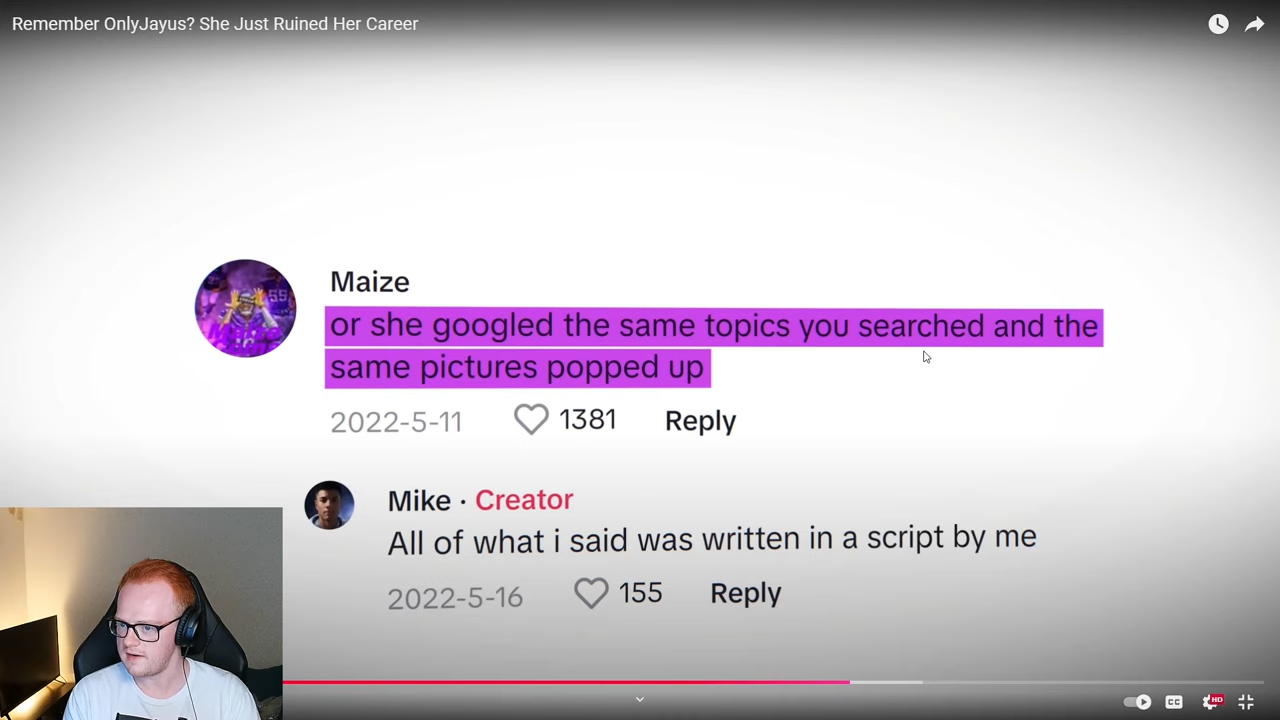 Remember OnlyJayus? She Just Ruined Her Career
Maize
or she googled the same topics you searched and the
same pictures popped up
2022-5-11 1381 Reply
Mike · Creator
All of what i said was written in a script by me
2022-5-16 155 Reply
CC HD